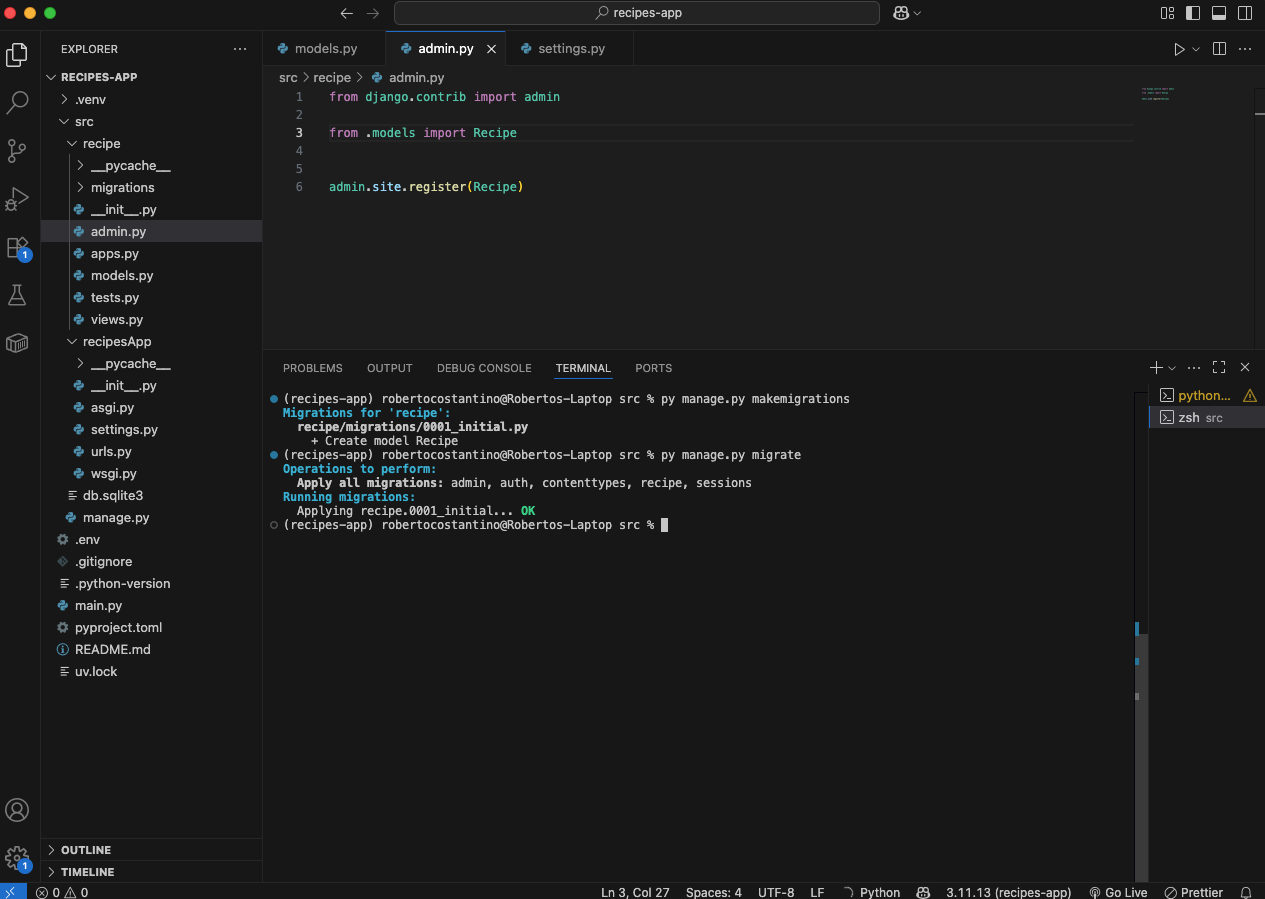 recipes-app
EXPLORER
RECIPES-APP
.venv
src
recipe
__pycache__
migrations
__init__.py
admin.py
apps.py
models.py
tests.py
views.py
recipesApp
__pycache__
__init__.py
asgi.py
settings.py
urls.py
wsgi.py
db.sqlite3
manage.py
.env
.gitignore
.python-version
main.py
pyproject.toml
README.md
uv.lock
OUTLINE
TIMELINE
1
1
models.py admin.py settings.py
src > recipe > admin.py
1 from django.contrib import admin
2
3 from .models import Recipe
4
5
6 admin.site.register(Recipe)
PROBLEMS OUTPUT DEBUG CONSOLE TERMINAL PORTS
(recipes-app) robertocostantino@Robertos-Laptop src % py manage.py makemigrations
Migrations for 'recipe':
recipe/migrations/0001_initial.py
+ Create model Recipe
(recipes-app) robertocostantino@Robertos-Laptop src % py manage.py migrate
Operations to perform:
Apply all migrations: admin, auth, contenttypes, recipe, sessions
Running migrations:
Applying recipe.0001_initial... OK
(recipes-app) robertocostantino@Robertos-Laptop src %
python...
zsh src
0 0 Ln 3, Col 27 Spaces: 4 UTF-8 LF Python 3.11.13 (recipes-app) Go Live Prettier